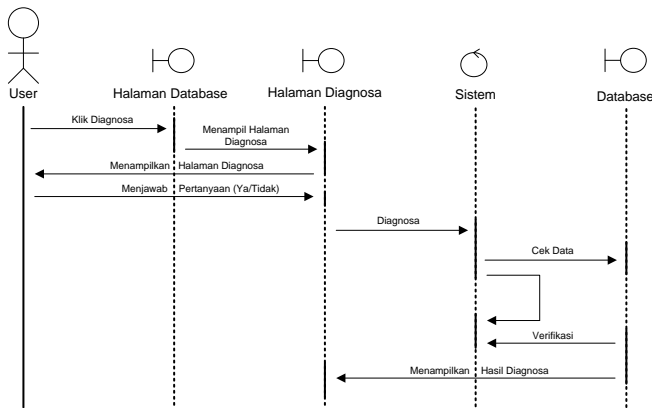 User
Halaman Database
Halaman Diagnosa
Sistem
Database
Klik Diagnosa
Menampil Halaman
Diagnosa
Menampilkan Halaman Diagnosa
Menjawab Pertanyaan (Ya/Tidak)
Diagnosa
Cek Data
Verifikasi
Menampilkan Hasil Diagnosa